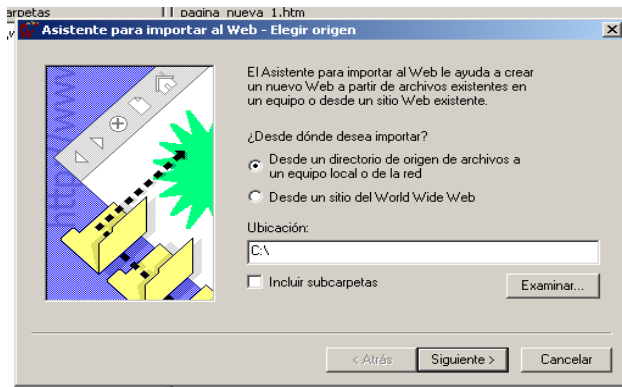 arpetas
pagina_nueva_1.htm
Asistente para importar al Web - Elegir origen
http://www
El Asistente para importar al Web le ayuda a crear
un nuevo Web a partir de archivos existentes en
un equipo o desde un sitio Web existente.
¿Desde dónde desea importar?
Desde un directorio de origen de archivos a
un equipo local o de la red
Desde un sitio del World Wide Web
Ubicación:
C:\
Incluir subcarpetas
Examinar...
< Atrás
Siguiente >
Cancelar